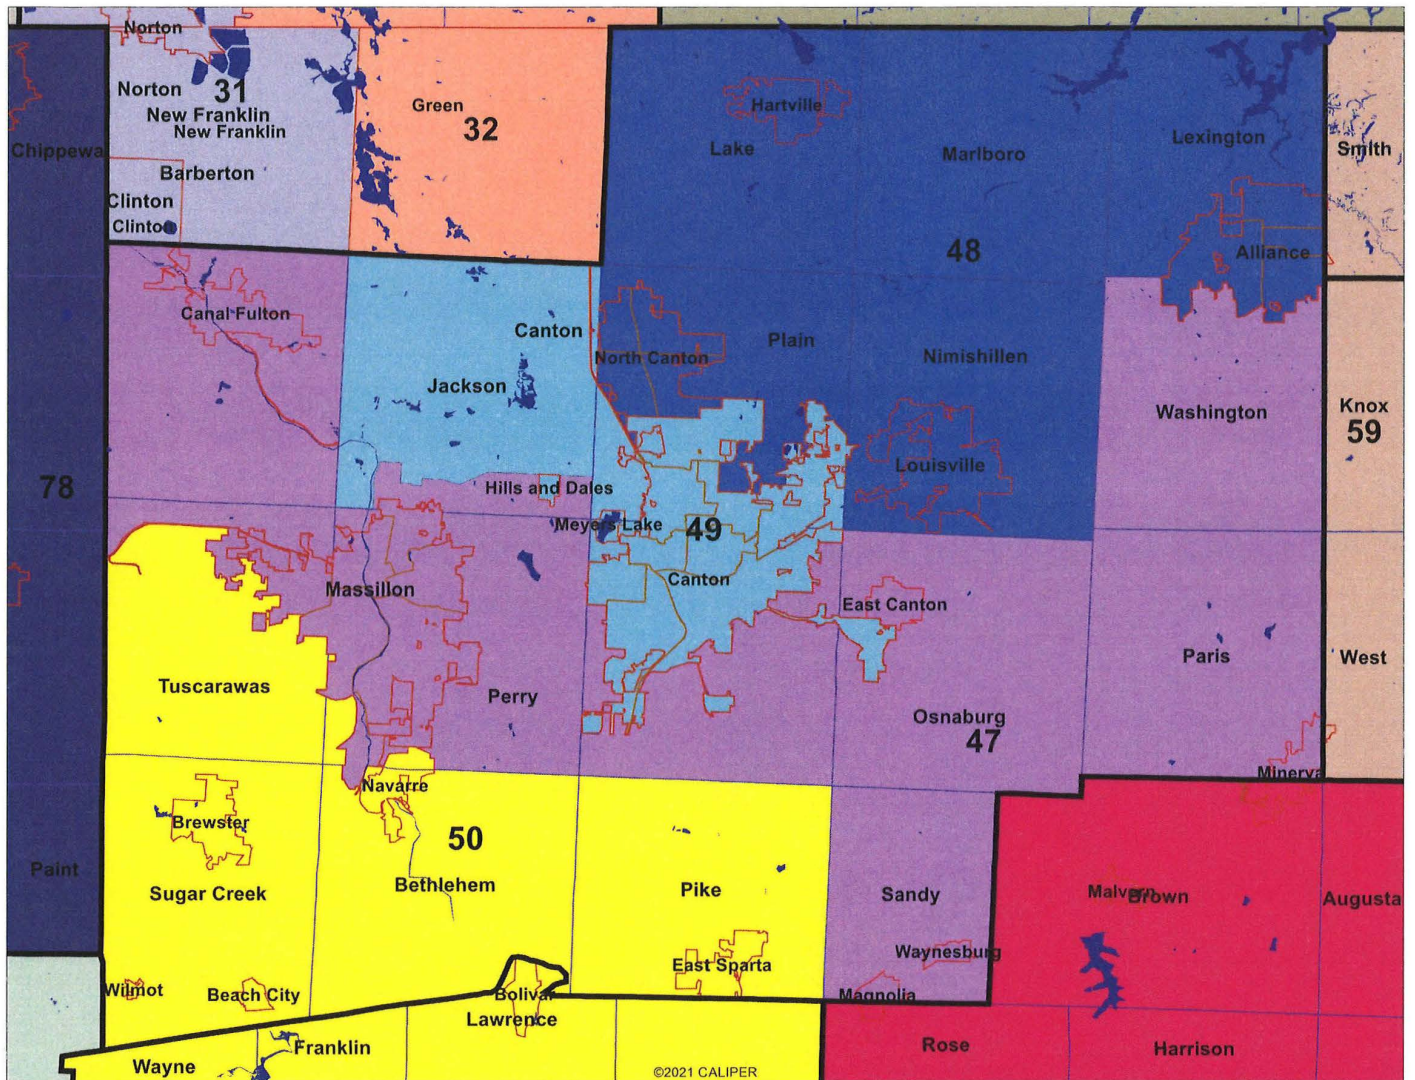 Norton
Norton
31
New Franklin
New Franklin
Green
32
Hartville
Lake
Marlboro
Lexington
Smith
Chippewa
Barberton
Clinton
Clinto
48
Alliance
Canal Fulton
Canton
North Canton
Plain
Nimishillen
Jackson
Washington
Knox
59
78
Hills and Dales
Louisville
Meyers Lake
49
Massillon
Canton
East Canton
Tuscarawas
Perry
Paris
West
Osnaburg
47
Minerva
Navarre
Brewster
50
Paint
Sugar Creek
Bethlehem
Pike
Sandy
Malvern
Brown
Augusta
Waynesburg
East Sparta
Wilmot
Beach City
Bolivar
Magnolia
Lawrence
Franklin
Wayne
Rose
Harrison
©2021 CALIPER